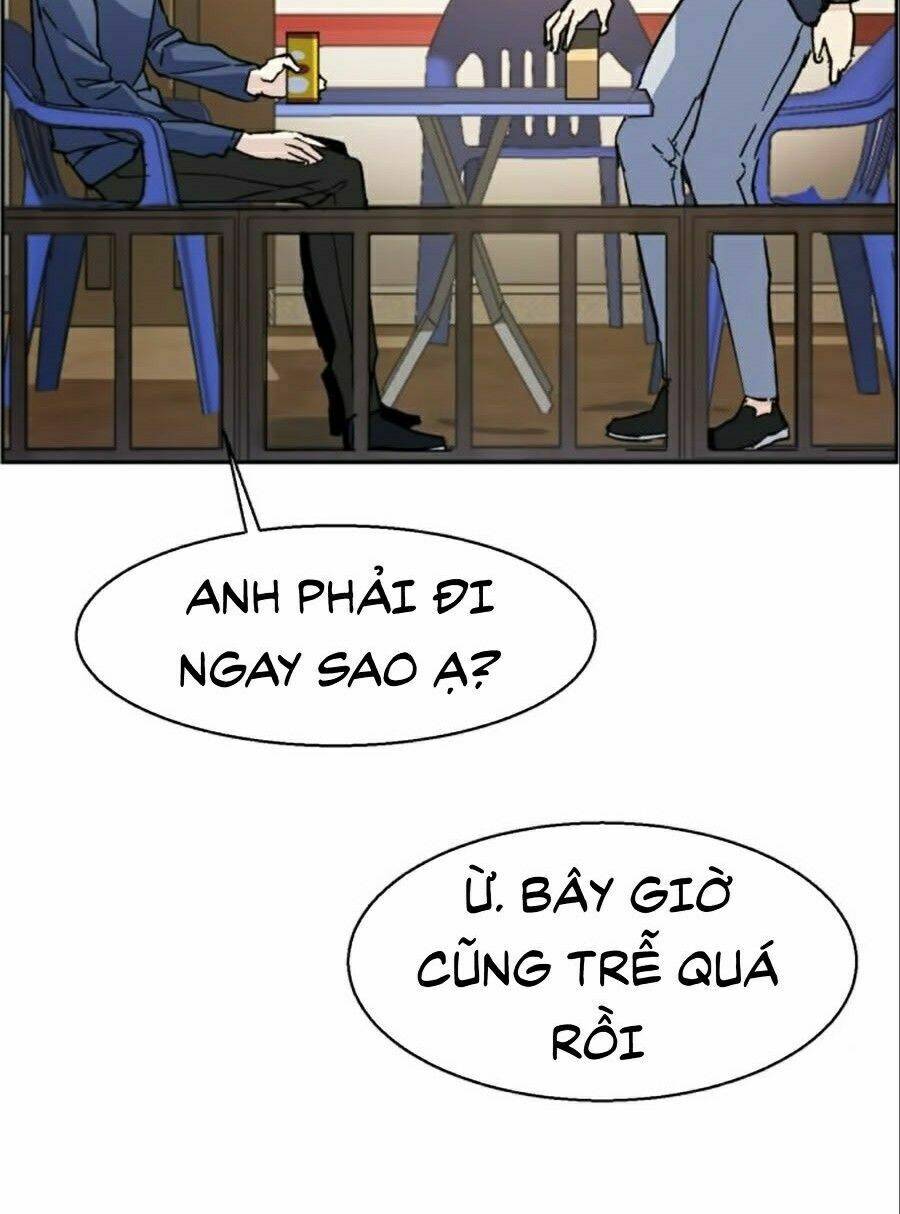 ANH PHẢI ĐI
NGAY SAO Ạ?
Ừ. BÂY GIỜ
CŨNG TRỄ QUÁ
RỒI